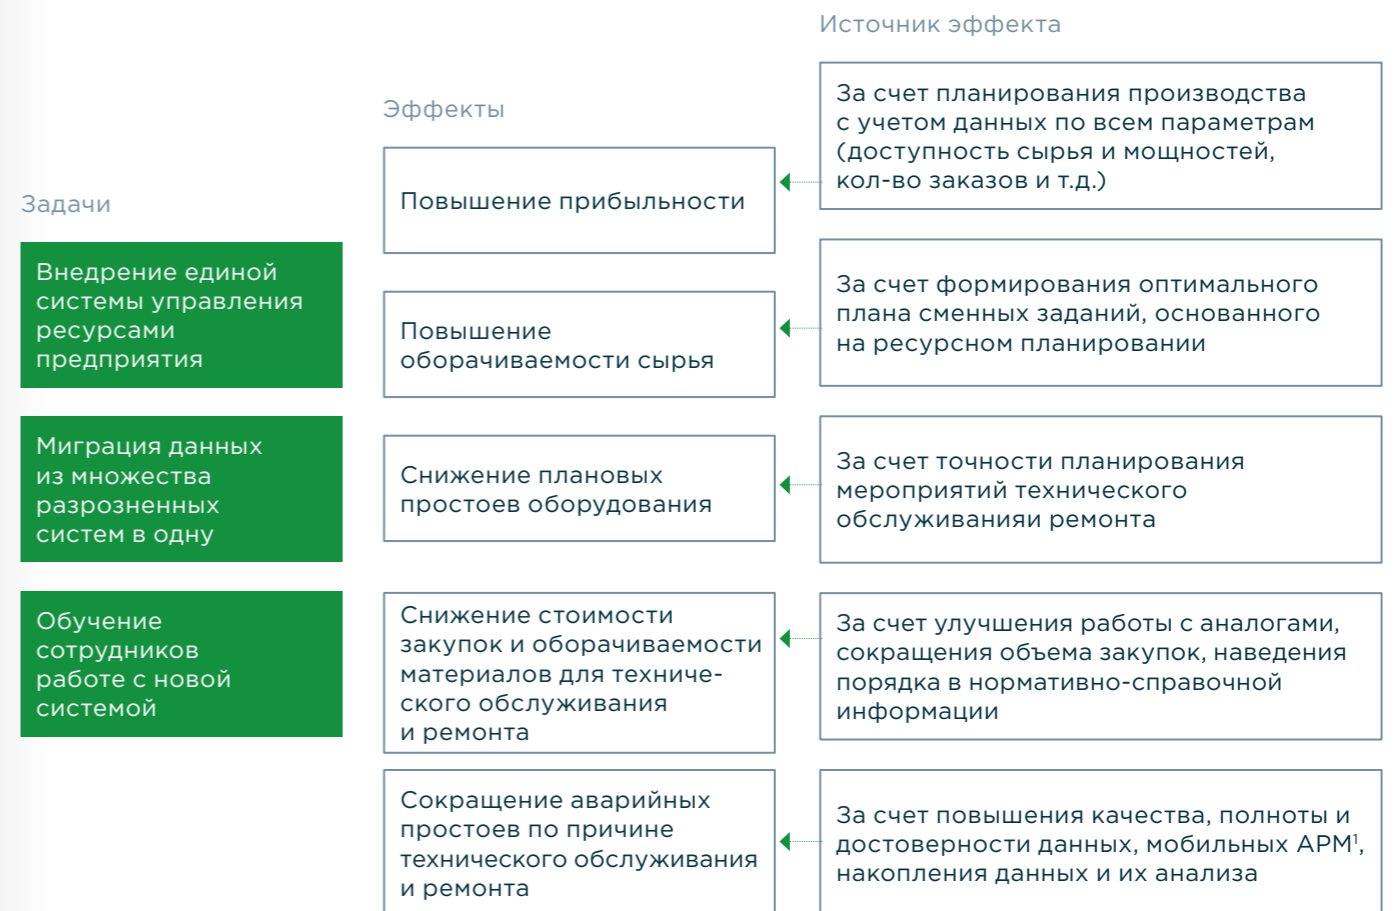 Задачи
Внедрение единой
системы управления
ресурсами
предприятия
Миграция данных
из множества
разрозненных
систем в одну
Обучение
сотрудников
работе с новой
системой
Эффекты
Повышение прибыльности
Повышение
оборачиваемости сырья
Снижение плановых
простоев оборудования
Снижение стоимости
закупок и оборачиваемости
материалов для техниче-
ского обслуживания
и ремонта
Сокращение аварийных
простоев по причине
технического обслуживания
и ремонта
Источник эффекта
За счет планирования производства
с учетом данных по всем параметрам
(доступность сырья и мощностей,
кол-во заказов и т.д.)
За счет формирования оптимального
плана сменных заданий, основанного
на ресурсном планировании
За счет точности планирования
мероприятий технического
обслуживанияи ремонта
За счет улучшения работы с аналогами,
сокращения объема закупок, наведения
порядка в нормативно-справочной
информации
За счет повышения качества, полноты и
достоверности данных, мобильных АРМ¹,
накопления данных и их анализа